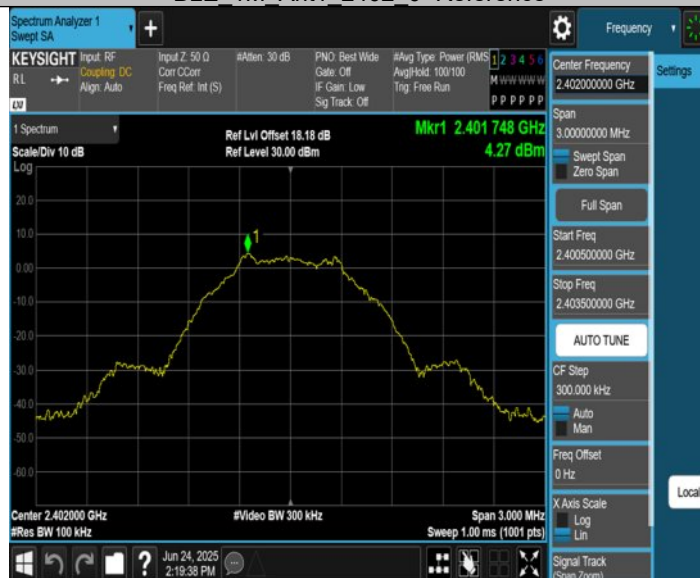 Spectrum Analyzer 1
Swept SA
Frequency
KEYSIGHT
RL
LXI
Input: RF
Coupling: DC
Align: Auto
Input Z: 50 Ω
Corr CCorr
Freq Ref: Int (S)
#Atten: 30 dB
PNO: Best Wide
Gate: Off
IF Gain: Low
Sig Track: Off
#Avg Type: Power (RMS
Avg|Hold: 100/100
Trig: Free Run
1 2 3 4 5 6
M W W W W W
P P P P P P
Center Frequency
2.402000000 GHz
Settings
Span
3.00000000 MHz
Swept Span
Zero Span
Full Span
Start Freq
2.400500000 GHz
Stop Freq
2.403500000 GHz
AUTO TUNE
CF Step
300.000 kHz
Auto
Man
Freq Offset
0 Hz
X Axis Scale
Log
Lin
Local
Signal Track
(Span Zoom)
1 Spectrum
Scale/Div 10 dB
Log
Ref Lvl Offset 18.18 dB
Ref Level 30.00 dBm
Mkr1 2.401 748 GHz
4.27 dBm
1
20.0
10.0
0.00
-10.0
-20.0
-30.0
-40.0
-50.0
-60.0
Center 2.402000 GHz
#Res BW 100 kHz
#Video BW 300 kHz
Span 3.000 MHz
Sweep 1.00 ms (1001 pts)
?
Jun 24, 2025
2:19:38 PM